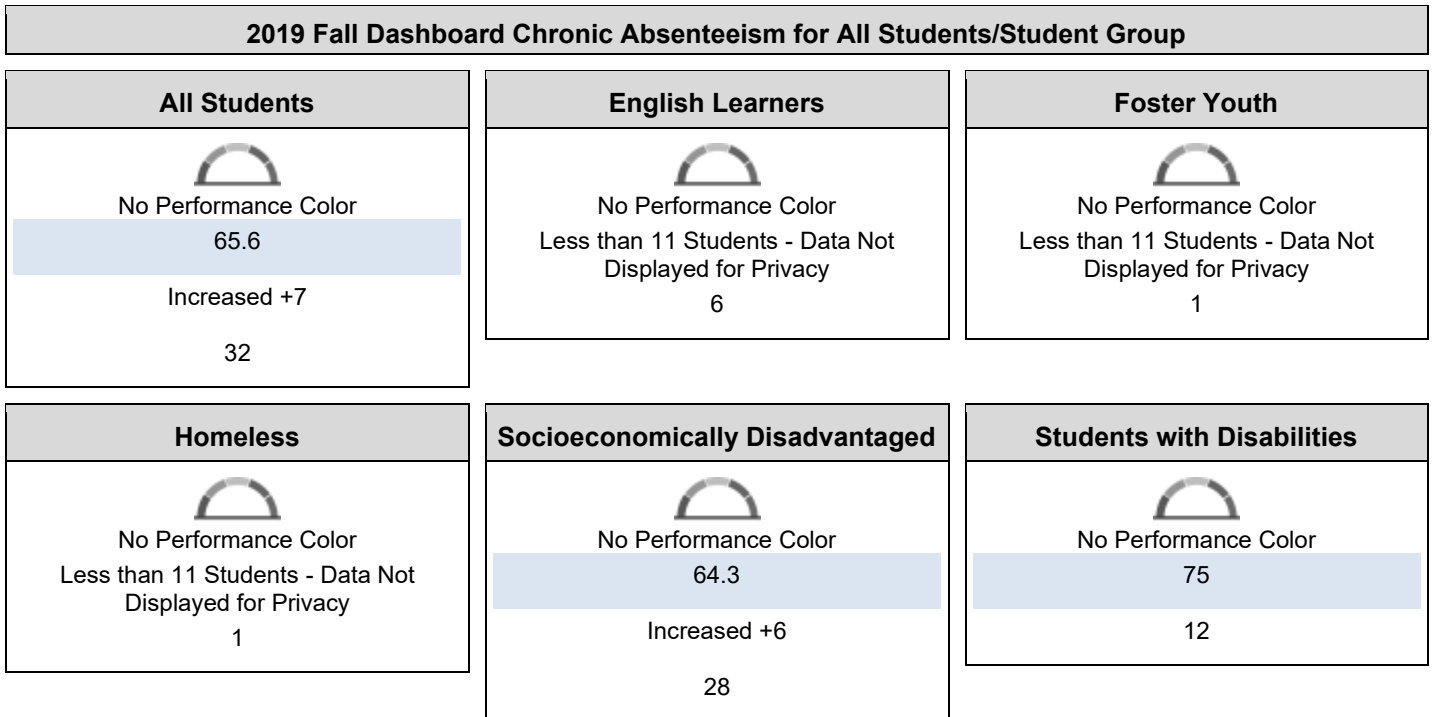 2019 Fall Dashboard Chronic Absenteeism for All Students/Student Group
All Students
No Performance Color
65.6
Increased +7
32
English Learners
No Performance Color
Less than 11 Students - Data Not
Displayed for Privacy
6
Foster Youth
No Performance Color
Less than 11 Students - Data Not
Displayed for Privacy
1
Homeless
No Performance Color
Less than 11 Students - Data Not
Displayed for Privacy
1
Socioeconomically Disadvantaged
No Performance Color
64.3
Increased +6
28
Students with Disabilities
No Performance Color
75
12